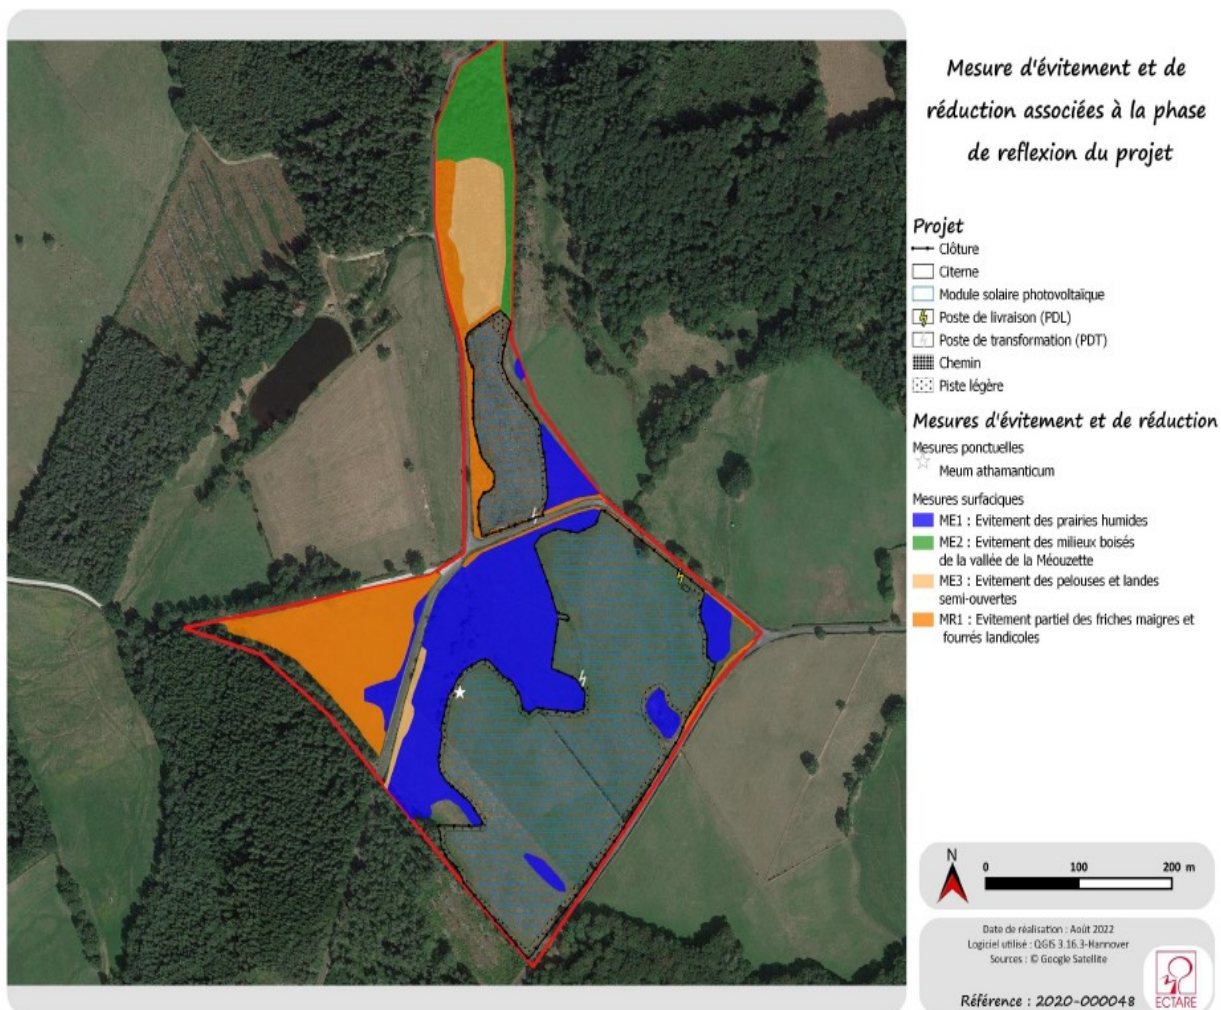 Mesure d'évitement et de
réduction associées à la phase
de reflexion du projet
Projet
Clôture
Citerne
Module solaire photovoltaïque
Poste de livraison (PDL)
Poste de transformation (PDT)
Chemin
Piste légère
Mesures d'évitement et de réduction
Mesures ponctuelles
Meum athamanticum
Mesures surfaciques
ME1 : Evitement des prairies humides
ME2 : Evitement des milieux boisés
de la vallée de la Méouzette
ME3 : Evitement des pelouses et landes
semi-ouvertes
MR1 : Evitement partiel des friches maigres et
fourrés landicoles
N
0 100 200 m
Date de réalisation : Août 2022
Logiciel utilisé : QGIS 3.16.3-Hannover
Sources : © Google Satellite
Référence : 2020-000048
ECTARE